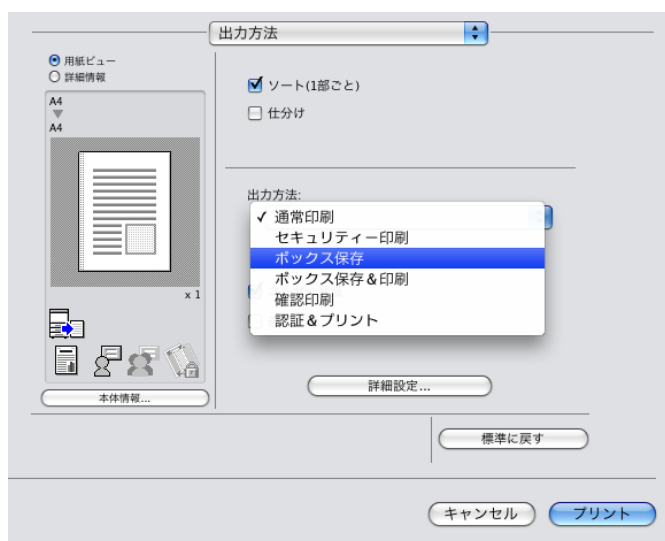 出力方法
用紙ビュー
詳細情報
A4
A4
x 1
本体情報...
ソート(1部ごと)
仕分け
出力方法:
✓ 通常印刷
セキュリティー印刷
ボックス保存
ボックス保存&印刷
確認印刷
認証&プリント
詳細設定...
標準に戻す
キャンセル
プリント